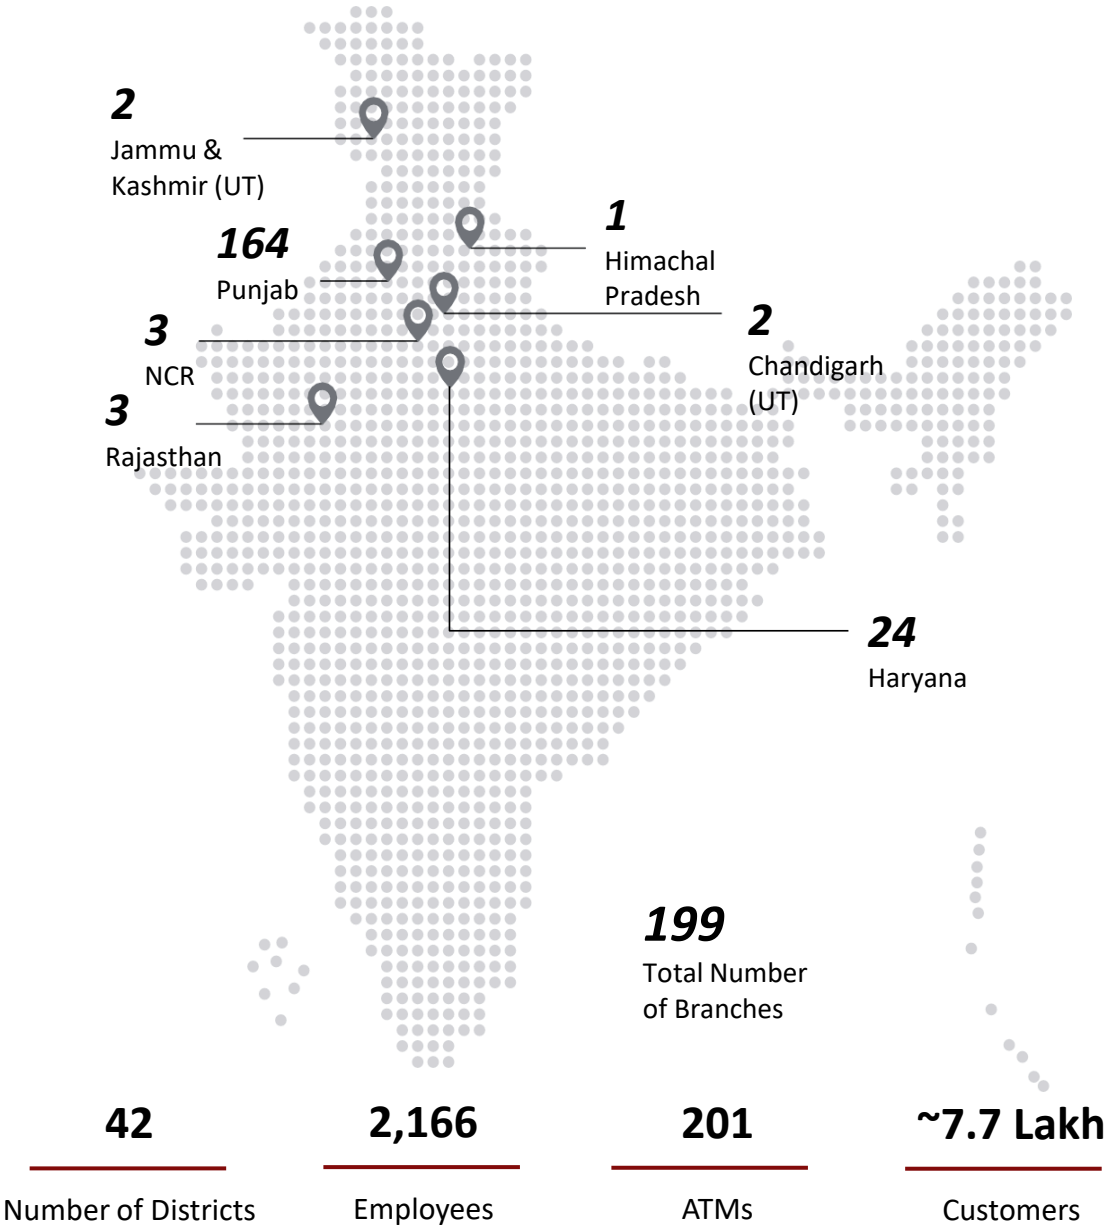 2
Jammu &
Kashmir (UT)
164
Punjab
1
Himachal
Pradesh
3
NCR
2
Chandigarh
(UT)
3
Rajasthan
24
Haryana
199
Total Number
of Branches
42
Number of Districts
2,166
Employees
201
ATMs
~7.7 Lakh
Customers